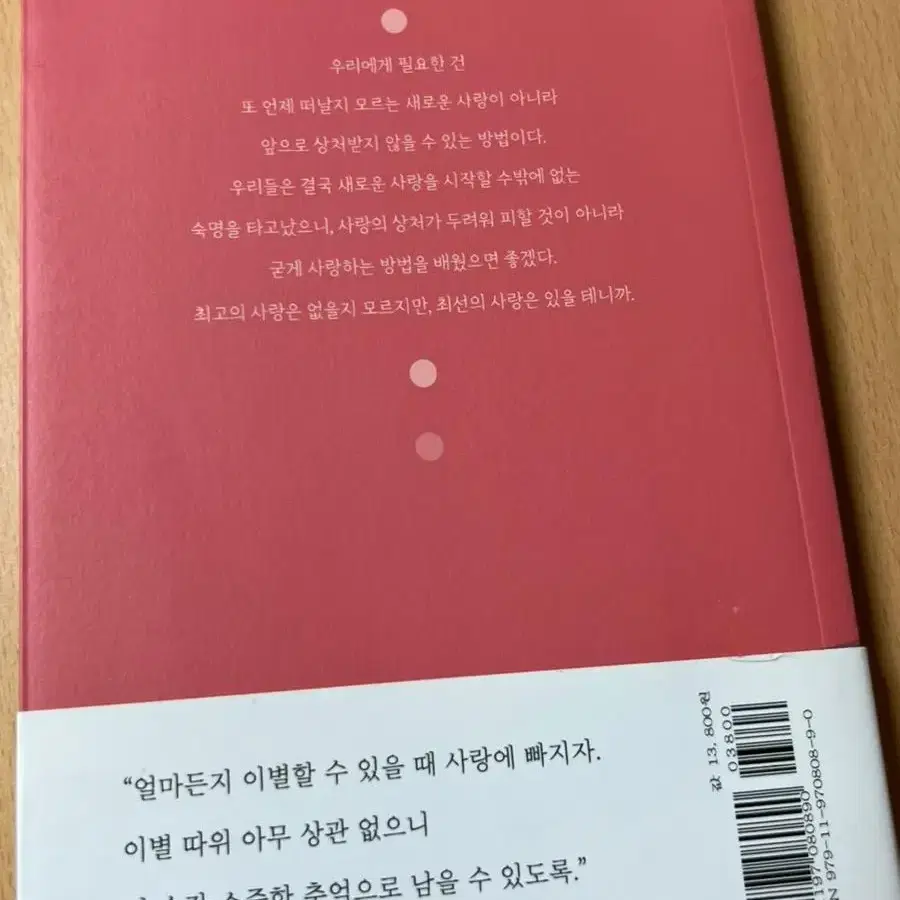 우리에게 필요한 건
또 언제 떠날지 모르는 새로운 사랑이 아니라
앞으로 상처받지 않을 수 있는 방법이다.
우리들은 결국 새로운 사랑을 시작할 수밖에 없는
숙명을 타고났으니, 사랑의 상처가 두려워 피할 것이 아니라
굳게 사랑하는 방법을 배웠으면 좋겠다.
최고의 사랑은 없을지 모르지만, 최선의 사랑은 있을 테니까.
“얼마든지 이별할 수 있을 때 사랑에 빠지자.
이별 따위 아무 상관 없으니
소중한 추억으로 남을 수 있도록.”
값 13,800원
03800
N 979-11-970808-9-0
197080890